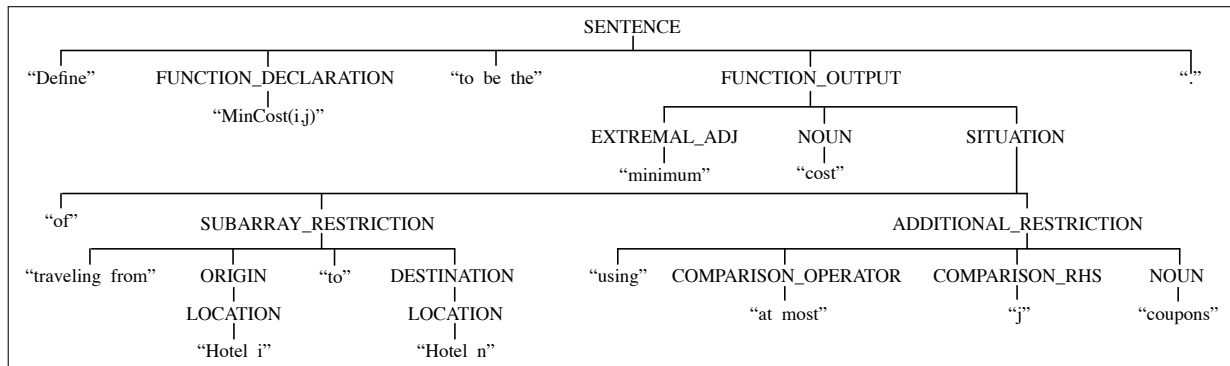 SENTENCE
“Define” FUNCTION_DECLARATION “to be the” FUNCTION_OUTPUT “.”
“MinCost(i,j)”
EXTREMAL_ADJ NOUN SITUATION
“minimum” “cost”
“of” SUBARRAY_RESTRICTION ADDITIONAL_RESTRICTION
“traveling from” ORIGIN “to” DESTINATION “using” COMPARISON_OPERATOR COMPARISON_RHS NOUN
LOCATION LOCATION “at most” “j” “coupons”
“Hotel i” “Hotel n”